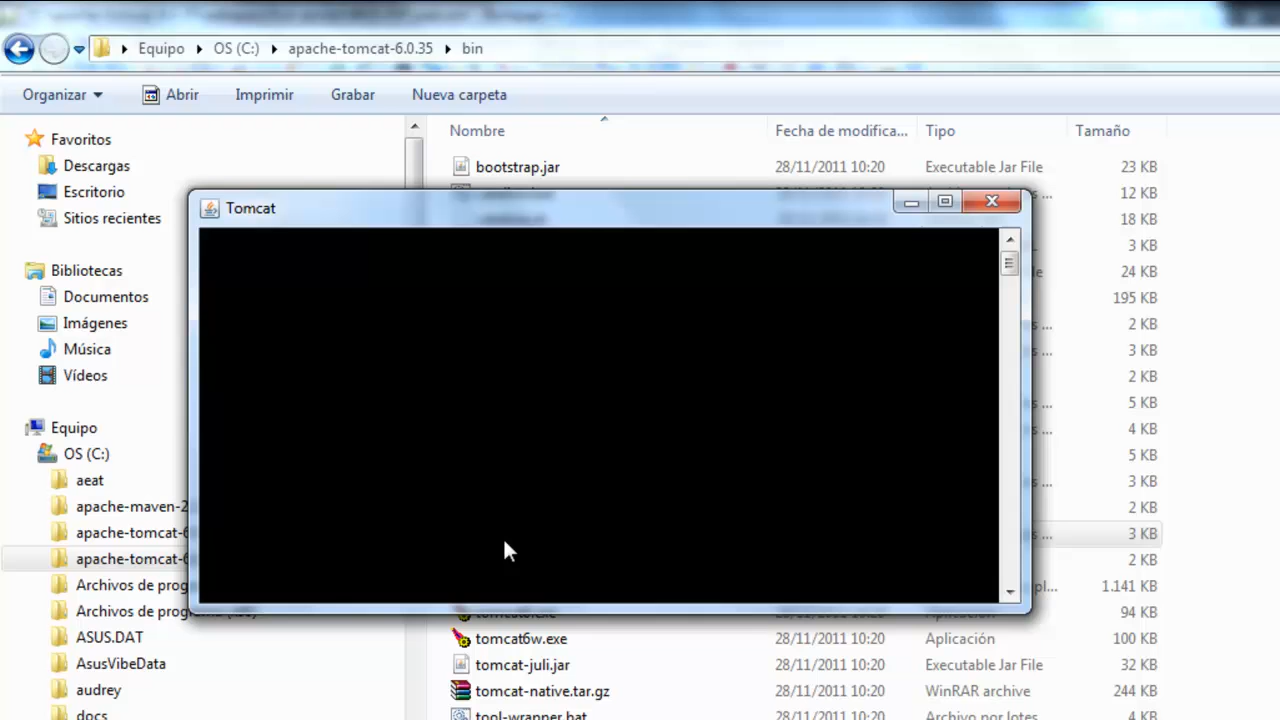 Equipo OS (C:) apache-tomcat-6.0.35 bin
Organizar Abrir Imprimir Grabar Nueva carpeta
Nombre Fecha de modifica... Tipo Tamaño
Favoritos
Descargas
Escritorio
Sitios recientes
Bibliotecas
Documentos
Imágenes
Música
Vídeos
Equipo
OS (C:)
aeat
apache-maven-2
apache-tomcat-6
apache-tomcat-6
Archivos de prog
Archivos de programa
ASUS.DAT
AsusVibeData
audrey
docs
bootstrap.jar 28/11/2011 10:20 Executable Jar File 23 KB
12 KB
18 KB
3 KB
24 KB
195 KB
2 KB
3 KB
2 KB
5 KB
4 KB
5 KB
3 KB
2 KB
3 KB
2 KB
1.141 KB
94 KB
Tomcat
tomcat6w.exe 28/11/2011 10:20 Aplicación 100 KB
tomcat-juli.jar 28/11/2011 10:20 Executable Jar File 32 KB
tomcat-native.tar.gz 28/11/2011 10:20 WinRAR archive 244 KB
tool-wrapper.bat 28/11/2011 10:20 Archivo por lotes 4 KB